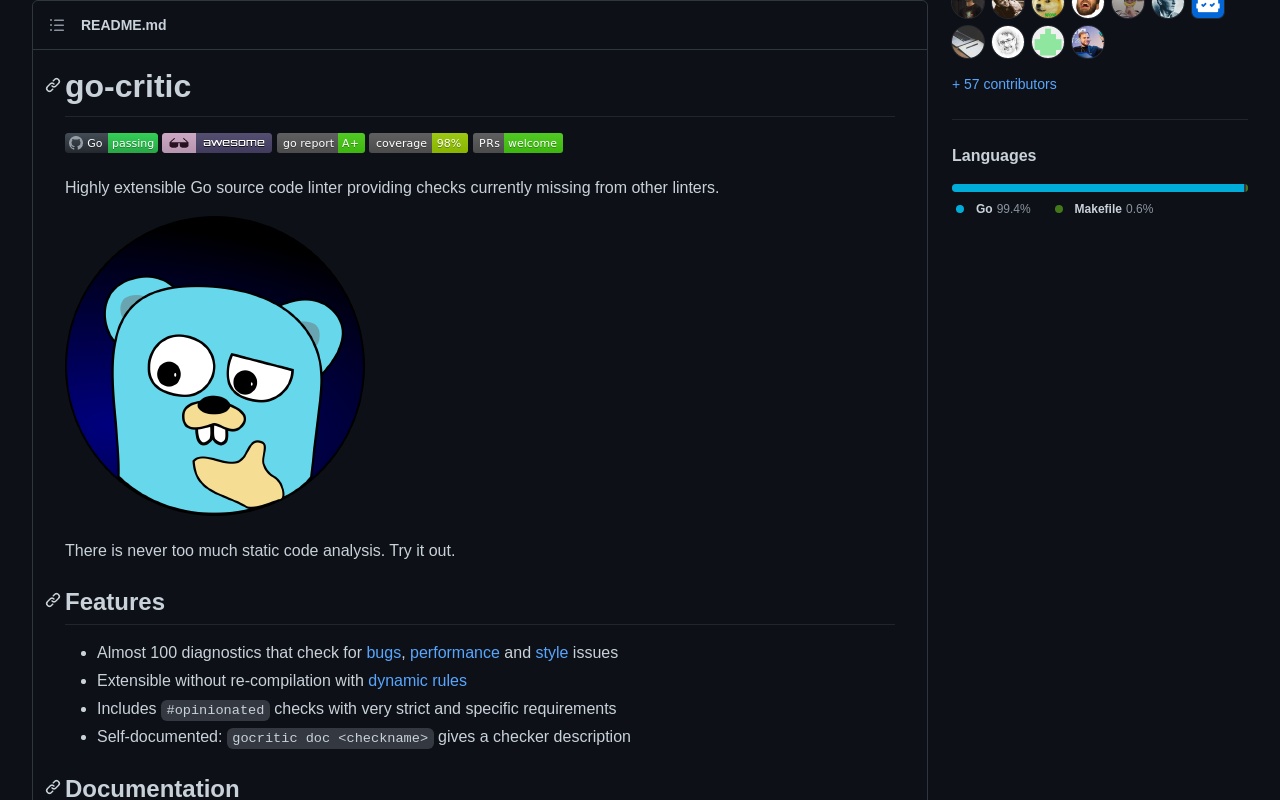 README.md
go-critic
Go passing awesome go report A+ coverage 98% PRs welcome
Highly extensible Go source code linter providing checks currently missing from other linters.
There is never too much static code analysis. Try it out.
Features
Almost 100 diagnostics that check for bugs, performance and style issues
Extensible without re-compilation with dynamic rules
Includes #opinionated checks with very strict and specific requirements
Self-documented: gocritic doc <checkname> gives a checker description
Documentation
+ 57 contributors
Languages
Go 99.4% Makefile 0.6%